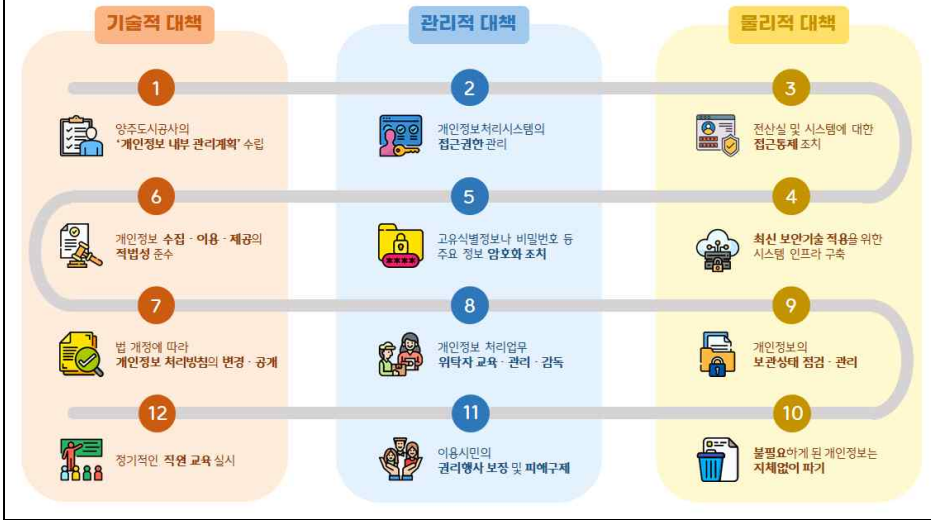 기술적 대책
관리적 대책
물리적 대책
1
양주도시공사의
‘개인정보 내부 관리계획’ 수립
2
개인정보처리시스템의
접근권한 관리
3
전산실 및 시스템에 대한
접근통제 조치
6
개인정보 수집 · 이용 · 제공의
적법성 준수
5
고유식별정보나 비밀번호 등
주요 정보 암호화 조치
4
최신 보안기술 적용을 위한
시스템 인프라 구축
7
법 개정에 따라
개인정보 처리방침의 변경 · 공개
8
개인정보 처리업무
위탁자 교육 · 관리 · 감독
9
개인정보의
보관상태 점검 · 관리
12
정기적인 직원 교육 실시
11
이용시민의
권리행사 보장 및 피해구제
10
불필요하게 된 개인정보는
지체없이 파기